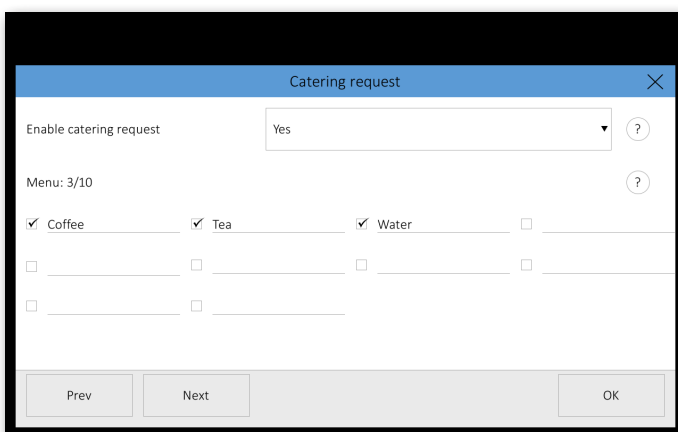 Catering request
Enable catering request Yes ?
Menu: 3/10 ?
Coffee Tea Water
Prev Next OK